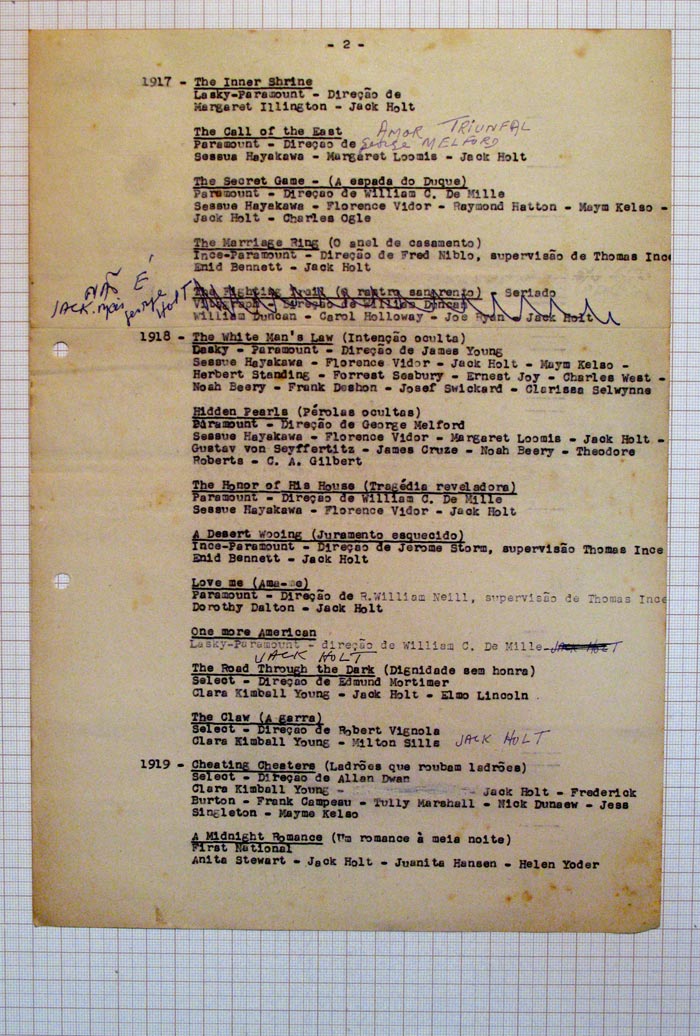 - 2 -
1917 - The Inner Shrine
Lasky-Paramount - Direção de
Margaret Illington - Jack Holt
The Call of the East AMOR TRIUNFAL
Paramount - Direção de george MELFORD
Sessue Hayakawa - Margaret Loomis - Jack Holt
The Secret Game - (A espada do Duque)
Paramount - Direção de William C. De Mille
Sessue Hayakawa - Florence Vidor - Raymond Hatton - Maym Kelso -
Jack Holt - Charles Ogle
The Marriage Ring (O anel de casamento)
Ince-Paramount - Direção de Fred Niblo, supervisão de Thomas Ince
Enid Bennett - Jack Holt
NÃO É
JACK. mais george HOLT
The Fighting Trail (O rastro sangrento) - Seriado
Direção de William Duncan
William Duncan - Carol Holloway - Joe Ryan - Jack Holt
1918 - The White Man's Law (Intenção oculta)
Lasky - Paramount - Direção de James Young
Sessue Hayakawa - Florence Vidor - Jack Holt - Maym Kelso -
Herbert Standing - Forrest Seabury - Ernest Joy - Charles West -
Noah Beery - Frank Deshon - Josef Swickard - Clarissa Selwynne
Hidden Pearls (Pérolas ocultas)
Paramount - Direção de George Melford
Sessue Hayakawa - Florence Vidor - Margaret Loomis - Jack Holt -
Gustav von Seyffertitz - James Cruze - Noah Beery - Theodore
Roberts - C. A. Gilbert
The Honor of His House (Tragédia reveladora)
Paramount - Direção de William C. De Mille
Sessue Hayakawa - Florence Vidor - Jack Holt
A Desert Wooing (Juramento esquecido)
Ince-Paramount - Direção de Jerome Storm, supervisão Thomas Ince
Enid Bennett - Jack Holt
Love me (Ama-me)
Paramount - Direção de R.William Neill, supervisão de Thomas Ince
Dorothy Dalton - Jack Holt
One more American
Lasky-Paramount - direção de William C. De Mille - JACK HOLT
JACK HOLT
The Road Through the Dark (Dignidade sem honra)
Select - Direção de Edmund Mortimer
Clara Kimball Young - Jack Holt - Elmo Lincoln
The Claw (A garra)
Select - Direção de Robert Vignola
Clara Kimball Young - Milton Sills JACK HOLT
1919 - Cheating Cheaters (Ladrões que roubam ladrões)
Select - Direção de Allan Dwan
Clara Kimball Young - Jack Holt - Frederick
Burton - Frank Campeau - Tully Marshall - Nick Dunaew - Jess
Singleton - Mayme Kelso
A Midnight Romance (Um romance à meia noite)
First National
Anita Stewart - Jack Holt - Juanita Hansen - Helen Yoder